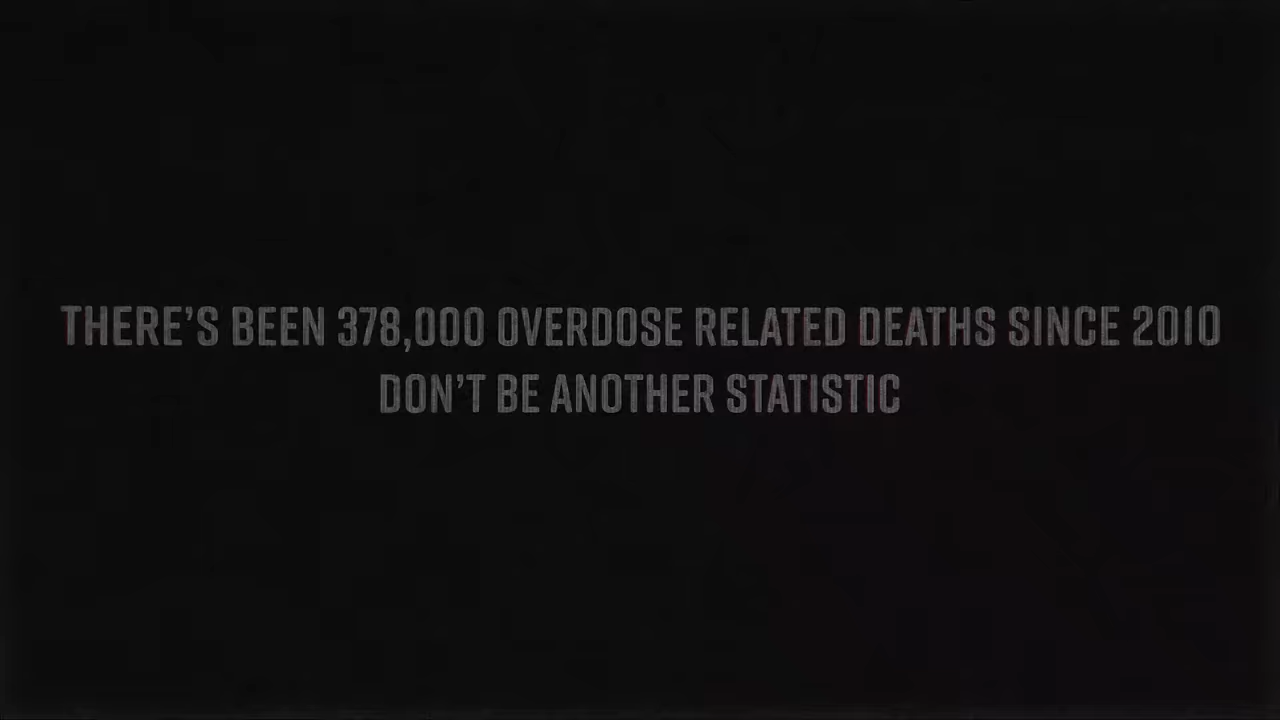 THERE'S BEEN 378,000 OVERDOSE RELATED DEATHS SINCE 2010
DON'T BE ANOTHER STATISTIC